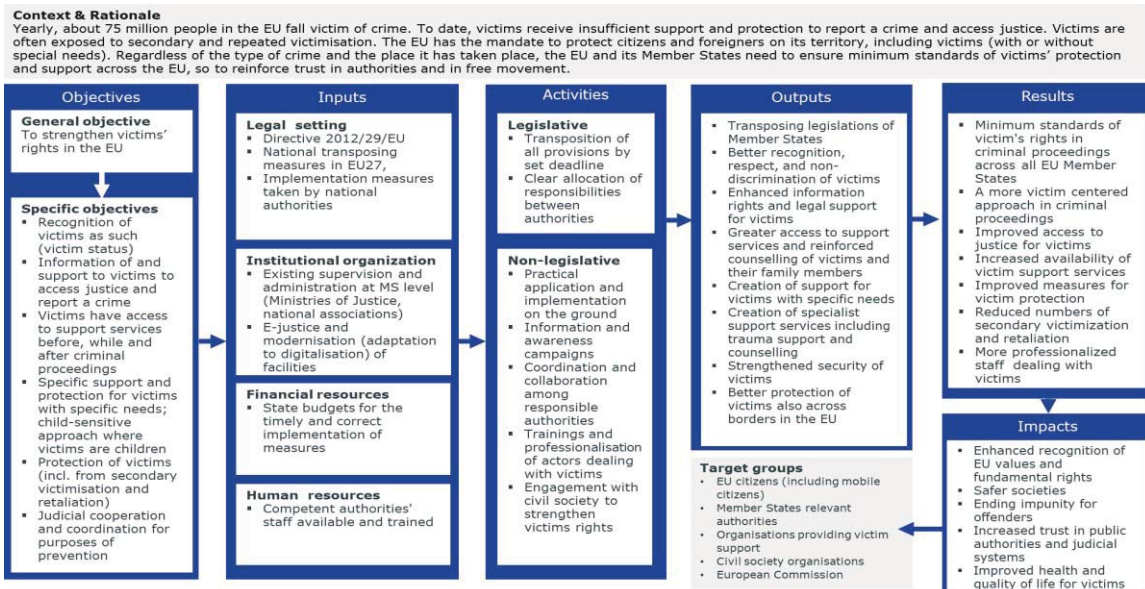 Context & Rationale
Yearly, about 75 million people in the EU fall victim of crime. To date, victims receive insufficient support and protection to report a crime and access justice. Victims are
often exposed to secondary and repeated victimisation. The EU has the mandate to protect citizens and foreigners on its territory, including victims (with or without
special needs). Regardless of the type of crime and the place it has taken place, the EU and its Member States need to ensure minimum standards of victims' protection
and support across the EU, so to reinforce trust in authorities and in free movement.
Objectives
General objective
To strengthen victims'
rights in the EU
Specific objectives
▪ Recognition of
victims as such
(victim status)
▪ Information of and
support to victims to
access justice and
report a crime
▪ Victims have access
to support services
before, while and
after criminal
proceedings
▪ Specific support and
protection for victims
with specific needs;
child-sensitive
approach where
victims are children
▪ Protection of victims
(incl. from secondary
victimisation and
retaliation)
▪ Judicial cooperation
and coordination for
purposes of
prevention
Inputs
Legal setting
▪ Directive 2012/29/EU
▪ National transposing
measures in EU27,
▪ Implementation measures
taken by national
authorities
Institutional organization
▪ Existing supervision and
administration at MS level
(Ministries of Justice,
national associations)
▪ E-justice and
modernisation (adaptation
to digitalisation) of
facilities
Financial resources
▪ State budgets for the
timely and correct
implementation of
measures
Human resources
▪ Competent authorities'
staff available and trained
Activities
Legislative
▪ Transposition of
all provisions by
set deadline
▪ Clear allocation of
responsibilities
between
authorities
Non-legislative
▪ Practical
application and
implementation
on the ground
▪ Information and
awareness
campaigns
▪ Coordination and
collaboration
among
responsible
authorities
▪ Trainings and
professionalisation
of actors dealing
with victims
▪ Engagement with
civil society to
strengthen
victims rights
Outputs
▪ Transposing legislations of
Member States
▪ Better recognition,
respect, and non-
discrimination of victims
▪ Enhanced information
rights and legal support
for victims
▪ Greater access to support
services and reinforced
counselling of victims and
their family members
▪ Creation of support for
victims with specific needs
▪ Creation of specialist
support services including
trauma support and
counselling
▪ Strengthened security of
victims
▪ Better protection of
victims also across
borders in the EU
Target groups
• EU citizens (including mobile
citizens)
• Member States relevant
authorities
• Organisations providing victim
support
• Civil society organisations
• European Commission
Results
▪ Minimum standards of
victim's rights in
criminal proceedings
across all EU Member
States
▪ A more victim centered
approach in criminal
proceedings
▪ Improved access to
justice for victims
▪ Increased availability of
victim support services
▪ Improved measures for
victim protection
▪ Reduced numbers of
secondary victimization
and retaliation
▪ More professionalized
staff dealing with
victims
Impacts
▪ Enhanced recognition of
EU values and
fundamental rights
▪ Safer societies
▪ Ending impunity for
offenders
▪ Increased trust in public
authorities and judicial
systems
▪ Improved health and
quality of life for victims